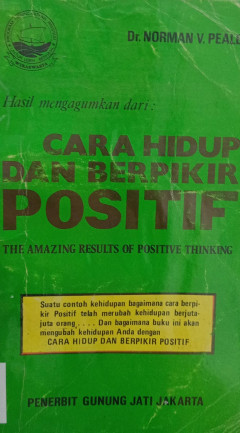 Dr. NORMAN V. PEALE
Hasil mengagumkan dari :
CARA HIDUP
DAN BERPIKIR
POSITIF
THE AMAZING RESULTS OF POSITIVE THINKING
Suatu contoh kehidupan bagaimana cara berpi-
kir Positif telah merubah kehidupan berjuta-
juta orang . . . . Dan bagaimana buku ini akan
mengubah kehidupan Anda dengan
CARA HIDUP DAN BERPIKIR POSITIF
PENERBIT GUNUNG JATI JAKARTA